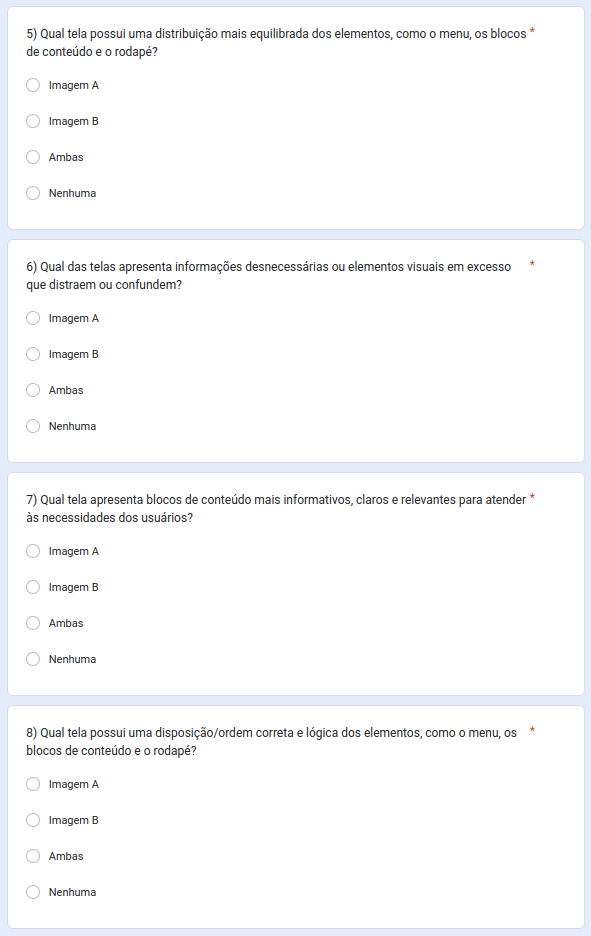 5) Qual tela possui uma distribuição mais equilibrada dos elementos, como o menu, os blocos *
de conteúdo e o rodapé?
Imagem A
Imagem B
Ambas
Nenhuma
6) Qual das telas apresenta informações desnecessárias ou elementos visuais em excesso *
que distraem ou confundem?
Imagem A
Imagem B
Ambas
Nenhuma
7) Qual tela apresenta blocos de conteúdo mais informativos, claros e relevantes para atender *
às necessidades dos usuários?
Imagem A
Imagem B
Ambas
Nenhuma
8) Qual tela possui uma disposição/ordem correta e lógica dos elementos, como o menu, os *
blocos de conteúdo e o rodapé?
Imagem A
Imagem B
Ambas
Nenhuma